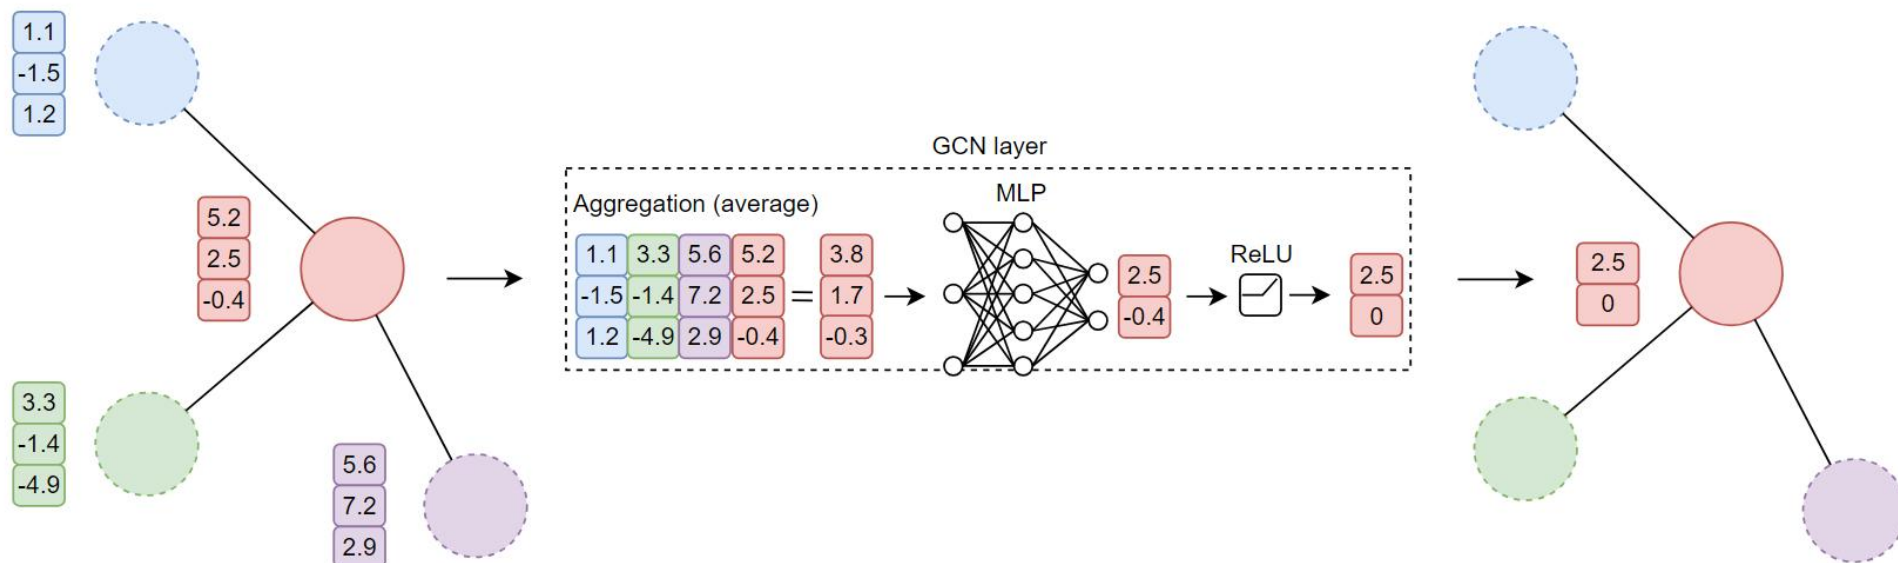 1.1
-1.5
1.2
5.2
2.5
-0.4
3.3
-1.4
-4.9
5.6
7.2
2.9
GCN layer
Aggregation (average)
1.1 3.3 5.6 5.2 3.8
-1.5 -1.4 7.2 2.5 = 1.7
1.2 -4.9 2.9 -0.4 -0.3
MLP
2.5
-0.4
ReLU
2.5
0
2.5
0